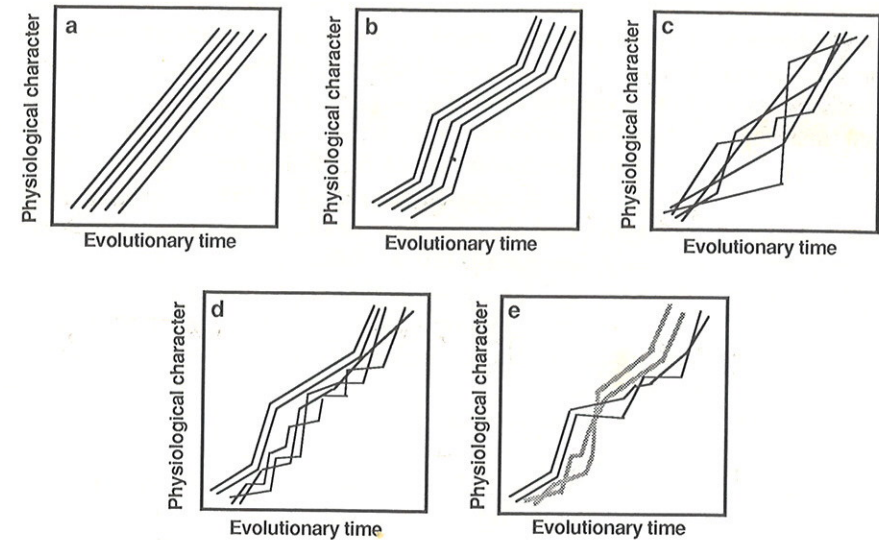 a
Physiological character
Evolutionary time
b
Physiological character
Evolutionary time
c
Physiological character
Evolutionary time
d
Physiological character
Evolutionary time
e
Physiological character
Evolutionary time